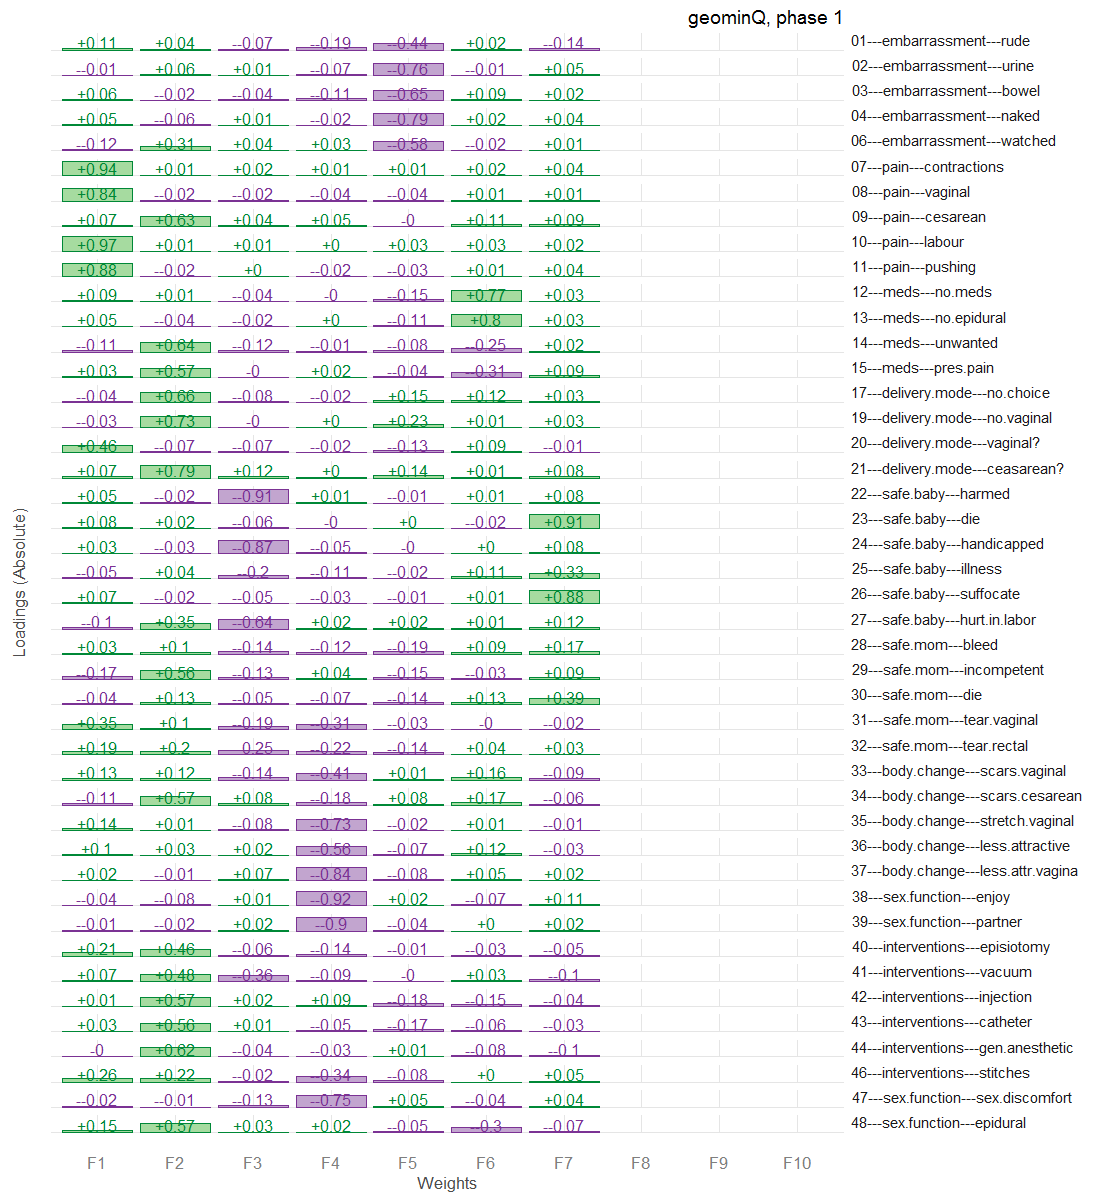 geominQ, phase 1
+0.11 +0.04 --0.07 --0.19 --0.44 +0.02 --0.14 01---embarrassment---rude
--0.01 +0.06 +0.01 --0.07 --0.76 --0.01 +0.05 02---embarrassment---urine
+0.06 --0.02 --0.04 --0.11 --0.65 +0.09 +0.02 03---embarrassment---bowel
+0.05 --0.06 +0.01 --0.02 --0.79 +0.02 +0.04 04---embarrassment---naked
--0.12 +0.31 +0.04 +0.03 --0.58 --0.02 +0.01 06---embarrassment---watched
+0.94 +0.01 +0.02 +0.01 +0.01 +0.02 +0.04 07---pain---contractions
+0.84 --0.02 --0.02 --0.04 --0.04 +0.01 +0.01 08---pain---vaginal
+0.07 +0.63 +0.04 +0.05 -0 +0.11 +0.09 09---pain---cesarean
+0.97 +0.01 +0.01 +0 +0.03 +0.03 +0.02 10---pain---labour
+0.88 --0.02 +0 --0.02 --0.03 +0.01 +0.04 11---pain---pushing
+0.09 +0.01 --0.04 -0 --0.15 +0.77 +0.03 12---meds---no.meds
+0.05 --0.04 --0.02 +0 --0.11 +0.8 +0.03 13---meds---no.epidural
--0.11 +0.64 --0.12 --0.01 --0.08 --0.25 +0.02 14---meds---unwanted
+0.03 +0.57 -0 +0.02 --0.04 --0.31 +0.09 15---meds---pres.pain
--0.04 +0.66 --0.08 --0.02 +0.15 +0.12 +0.03 17---delivery.mode---no.choice
--0.03 +0.73 -0 +0 +0.23 +0.01 +0.03 19---delivery.mode---no.vaginal
+0.46 --0.07 --0.07 --0.02 --0.13 +0.09 --0.01 20---delivery.mode---vaginal?
+0.07 +0.79 +0.12 +0 +0.14 +0.01 +0.08 21---delivery.mode---ceasarean?
+0.05 --0.02 --0.91 +0.01 --0.01 +0.01 +0.08 22---safe.baby---harmed
+0.08 +0.02 --0.06 -0 +0 --0.02 +0.91 23---safe.baby---die
+0.03 --0.03 --0.87 --0.05 -0 +0 +0.08 24---safe.baby---handicapped
--0.05 +0.04 --0.2 --0.11 --0.02 +0.11 +0.33 25---safe.baby---illness
+0.07 --0.02 --0.05 --0.03 --0.01 +0.01 +0.88 26---safe.baby---suffocate
--0.1 +0.35 --0.64 +0.02 +0.02 +0.01 +0.12 27---safe.baby---hurt.in.labor
+0.03 +0.1 --0.14 --0.12 --0.19 +0.09 +0.17 28---safe.mom---bleed
--0.17 +0.56 --0.13 +0.04 --0.15 --0.03 +0.09 29---safe.mom---incompetent
--0.04 +0.13 --0.05 --0.07 --0.14 +0.13 +0.39 30---safe.mom---die
+0.35 +0.1 --0.19 --0.31 --0.03 -0 --0.02 31---safe.mom---tear.vaginal
+0.19 +0.2 --0.25 --0.22 --0.14 +0.04 +0.03 32---safe.mom---tear.rectal
+0.13 +0.12 --0.14 --0.41 +0.01 +0.16 --0.09 33---body.change---scars.vaginal
--0.11 +0.57 +0.08 --0.18 +0.08 +0.17 --0.06 34---body.change---scars.cesarean
+0.14 +0.01 --0.08 --0.73 --0.02 +0.01 --0.01 35---body.change---stretch.vaginal
+0.1 +0.03 +0.02 --0.56 --0.07 +0.12 --0.03 36---body.change---less.attractive
+0.02 --0.01 +0.07 --0.84 --0.08 +0.05 +0.02 37---body.change---less.attr.vagina
--0.04 --0.08 +0.01 --0.92 +0.02 --0.07 +0.11 38---sex.function---enjoy
--0.01 --0.02 +0.02 --0.9 --0.04 +0 +0.02 39---sex.function---partner
+0.21 +0.46 --0.06 --0.14 --0.01 --0.03 --0.05 40---interventions---episiotomy
+0.07 +0.48 --0.36 --0.09 -0 +0.03 --0.1 41---interventions---vacuum
+0.01 +0.57 +0.02 +0.09 --0.18 --0.15 --0.04 42---interventions---injection
+0.03 +0.56 +0.01 --0.05 --0.17 --0.06 --0.03 43---interventions---catheter
-0 +0.62 --0.04 --0.03 +0.01 --0.08 --0.1 44---interventions---gen.anesthetic
+0.26 +0.22 --0.02 --0.34 --0.08 +0 +0.05 46---interventions---stitches
--0.02 --0.01 --0.13 --0.75 +0.05 --0.04 +0.04 47---sex.function---sex.discomfort
+0.15 +0.57 +0.03 +0.02 --0.05 --0.3 --0.07 48---sex.function---epidural
F1 F2 F3 F4 F5 F6 F7 F8 F9 F10
Weights
Loadings (Absolute)